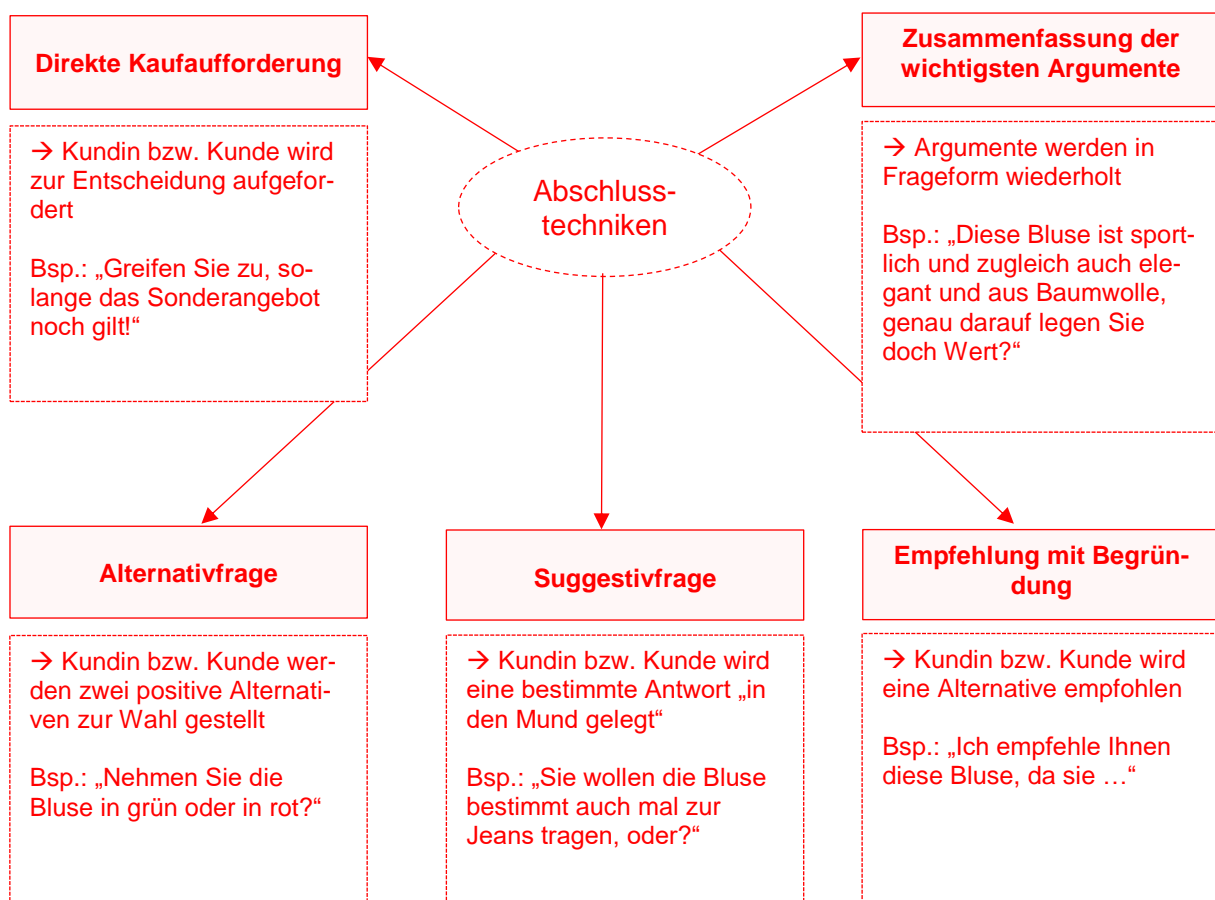 Direkte Kaufaufforderung
→ Kundin bzw. Kunde wird
zur Entscheidung aufgefor-
dert
Bsp.: „Greifen Sie zu, so-
lange das Sonderangebot
noch gilt!“
Abschluss-
techniken
Zusammenfassung der
wichtigsten Argumente
→ Argumente werden in
Frageform wiederholt
Bsp.: „Diese Bluse ist sport-
lich und zugleich auch ele-
gant und aus Baumwolle,
genau darauf legen Sie
doch Wert?“
Alternativfrage
→ Kundin bzw. Kunde wer-
den zwei positive Alternati-
ven zur Wahl gestellt
Bsp.: „Nehmen Sie die
Bluse in grün oder in rot?“
Suggestivfrage
→ Kundin bzw. Kunde wird
eine bestimmte Antwort „in
den Mund gelegt“
Bsp.: „Sie wollen die Bluse
bestimmt auch mal zur
Jeans tragen, oder?“
Empfehlung mit Begrün-
dung
→ Kundin bzw. Kunde wird
eine Alternative empfohlen
Bsp.: „Ich empfehle Ihnen
diese Bluse, da sie …“